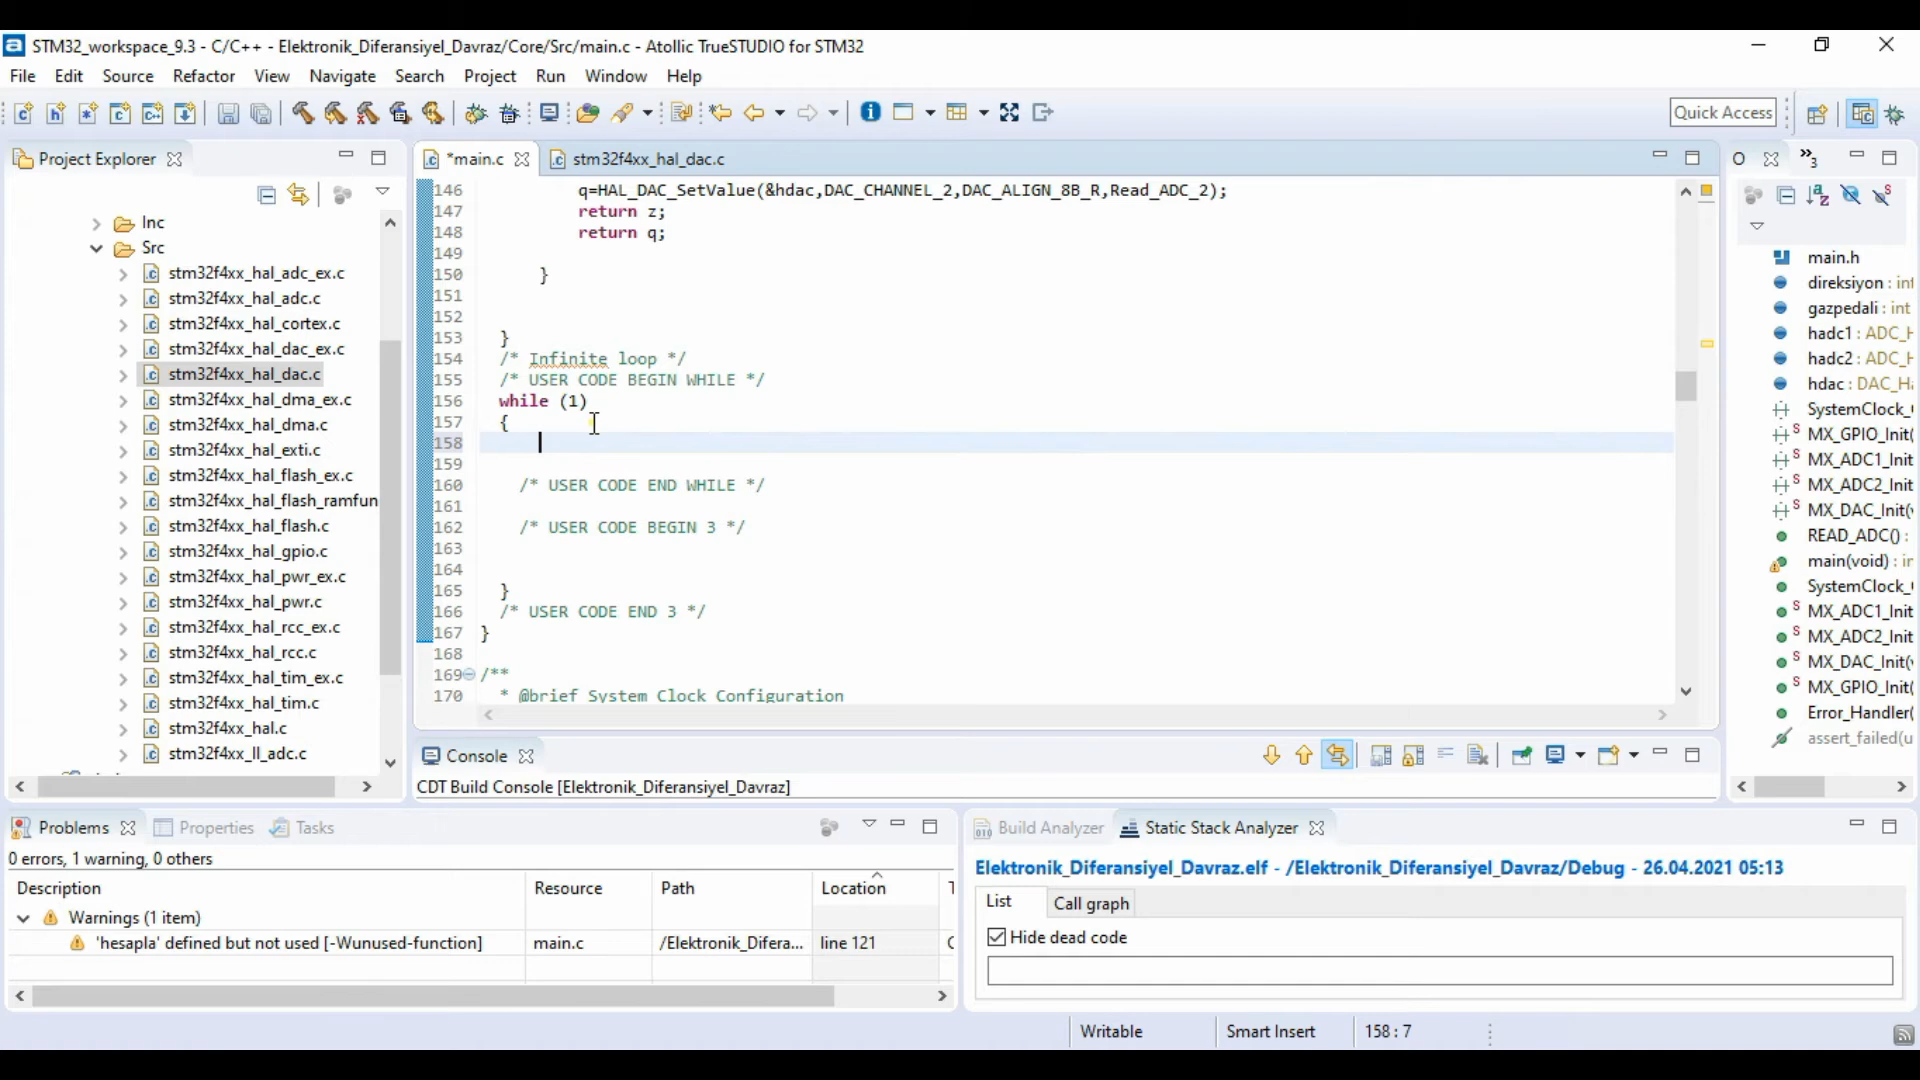 STM32_workspace_9.3 - C/C++ - Elektronik_Diferansiyel_Davraz/Core/Src/main.c - Atollic TrueSTUDIO for STM32
File Edit Source Refactor View Navigate Search Project Run Window Help
Quick Access
Project Explorer
Inc
Src
stm32f4xx_hal_adc_ex.c
stm32f4xx_hal_adc.c
stm32f4xx_hal_cortex.c
stm32f4xx_hal_dac_ex.c
stm32f4xx_hal_dac.c
stm32f4xx_hal_dma_ex.c
stm32f4xx_hal_dma.c
stm32f4xx_hal_exti.c
stm32f4xx_hal_flash_ex.c
stm32f4xx_hal_flash_ramfun
stm32f4xx_hal_flash.c
stm32f4xx_hal_gpio.c
stm32f4xx_hal_pwr_ex.c
stm32f4xx_hal_pwr.c
stm32f4xx_hal_rcc_ex.c
stm32f4xx_hal_rcc.c
stm32f4xx_hal_tim_ex.c
stm32f4xx_hal_tim.c
stm32f4xx_hal.c
stm32f4xx_ll_adc.c
*main.c stm32f4xx_hal_dac.c
146 q=HAL_DAC_SetValue(&hdac,DAC_CHANNEL_2,DAC_ALIGN_8B_R,Read_ADC_2);
147 return z;
148 return q;
149
150 }
151
152
153 }
154 /* Infinite loop */
155 /* USER CODE BEGIN WHILE */
156 while (1)
157 {
158
159
160 /* USER CODE END WHILE */
161
162 /* USER CODE BEGIN 3 */
163
164
165 }
166 /* USER CODE END 3 */
167 }
168
169 /**
170 * @brief System Clock Configuration
O 3
main.h
direksiyon : int
gazpedali : int
hadc1 : ADC_H
hadc2 : ADC_H
hdac : DAC_Ha
SystemClock_C
MX_GPIO_Init(
MX_ADC1_Init
MX_ADC2_Init
MX_DAC_Init(v
READ_ADC() :
main(void) : in
SystemClock_C
MX_ADC1_Init
MX_ADC2_Init
MX_DAC_Init(v
MX_GPIO_Init(
Error_Handler(
assert_failed(u
Console
CDT Build Console [Elektronik_Diferansiyel_Davraz]
Problems Properties Tasks
0 errors, 1 warning, 0 others
Description Resource Path Location T
Warnings (1 item)
'hesapla' defined but not used [-Wunused-function] main.c /Elektronik_Difera... line 121 C
Build Analyzer Static Stack Analyzer
Elektronik_Diferansiyel_Davraz.elf - /Elektronik_Diferansiyel_Davraz/Debug - 26.04.2021 05:13
List Call graph
Hide dead code
Writable Smart Insert 158 : 7